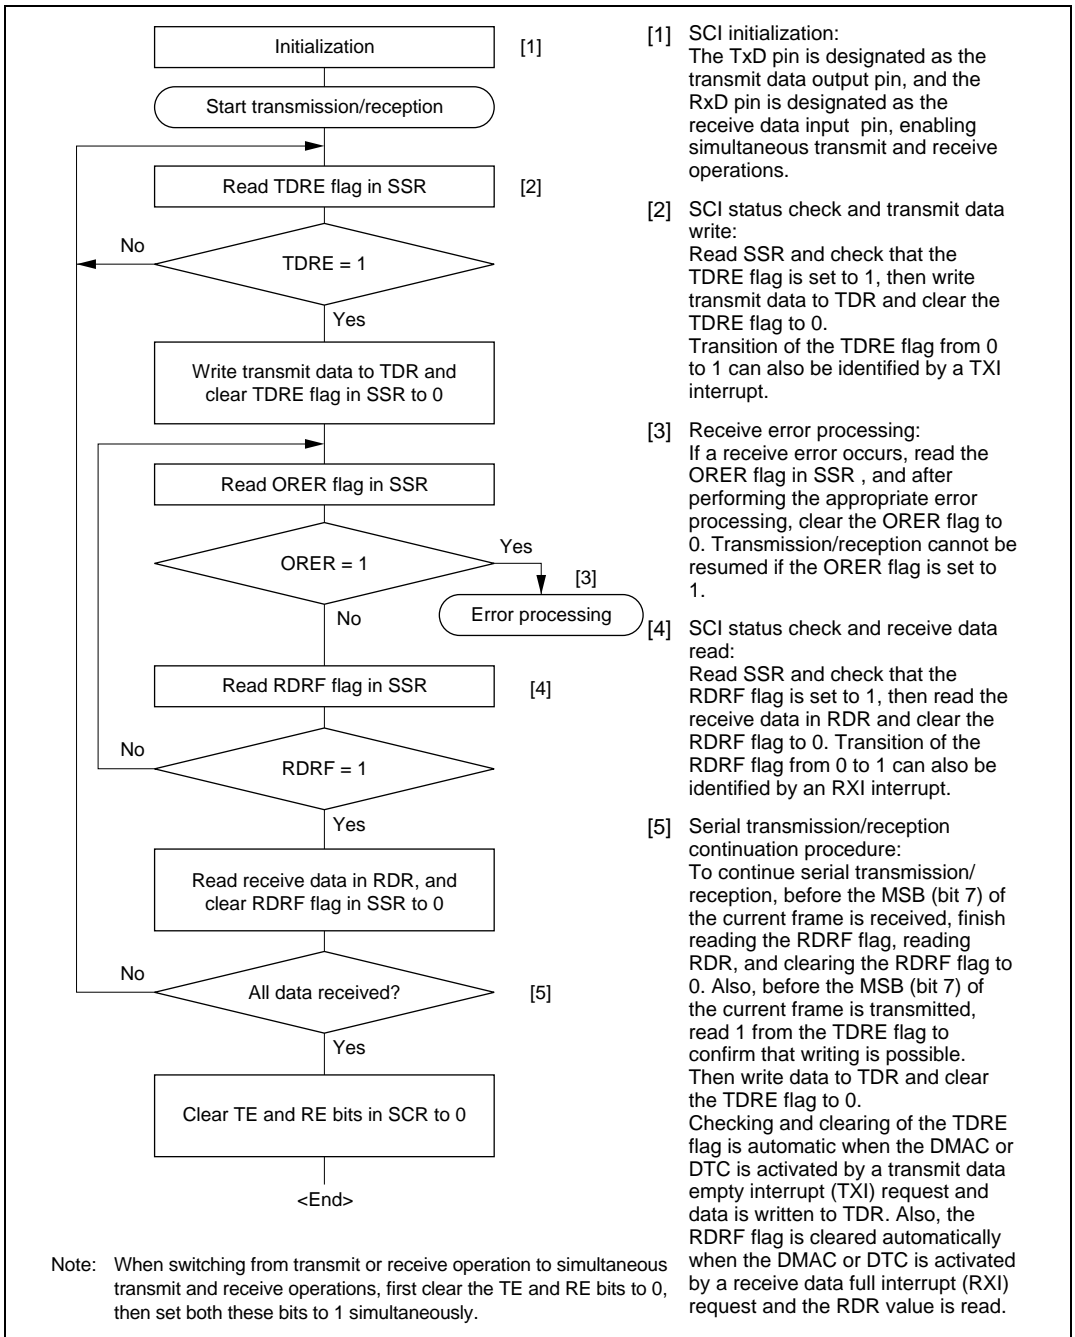 Initialization
[1]
Start transmission/reception
Read TDRE flag in SSR
[2]
No
TDRE = 1
Yes
Write transmit data to TDR and
clear TDRE flag in SSR to 0
Read ORER flag in SSR
ORER = 1
Yes
[3]
Error processing
No
Read RDRF flag in SSR
[4]
No
RDRF = 1
Yes
Read receive data in RDR, and
clear RDRF flag in SSR to 0
No
All data received?
[5]
Yes
Clear TE and RE bits in SCR to 0
<End>
[1] SCI initialization:
The TxD pin is designated as the
transmit data output pin, and the
RxD pin is designated as the
receive data input pin, enabling
simultaneous transmit and receive
operations.
[2] SCI status check and transmit data
write:
Read SSR and check that the
TDRE flag is set to 1, then write
transmit data to TDR and clear the
TDRE flag to 0.
Transition of the TDRE flag from 0
to 1 can also be identified by a TXI
interrupt.
[3] Receive error processing:
If a receive error occurs, read the
ORER flag in SSR , and after
performing the appropriate error
processing, clear the ORER flag to
0. Transmission/reception cannot be
resumed if the ORER flag is set to
1.
[4] SCI status check and receive data
read:
Read SSR and check that the
RDRF flag is set to 1, then read the
receive data in RDR and clear the
RDRF flag to 0. Transition of the
RDRF flag from 0 to 1 can also be
identified by an RXI interrupt.
[5] Serial transmission/reception
continuation procedure:
To continue serial transmission/
reception, before the MSB (bit 7) of
the current frame is received, finish
reading the RDRF flag, reading
RDR, and clearing the RDRF flag to
0. Also, before the MSB (bit 7) of
the current frame is transmitted,
read 1 from the TDRE flag to
confirm that writing is possible.
Then write data to TDR and clear
the TDRE flag to 0.
Checking and clearing of the TDRE
flag is automatic when the DMAC or
DTC is activated by a transmit data
empty interrupt (TXI) request and
data is written to TDR. Also, the
RDRF flag is cleared automatically
when the DMAC or DTC is activated
by a receive data full interrupt (RXI)
request and the RDR value is read.
Note: When switching from transmit or receive operation to simultaneous
transmit and receive operations, first clear the TE and RE bits to 0,
then set both these bits to 1 simultaneously.